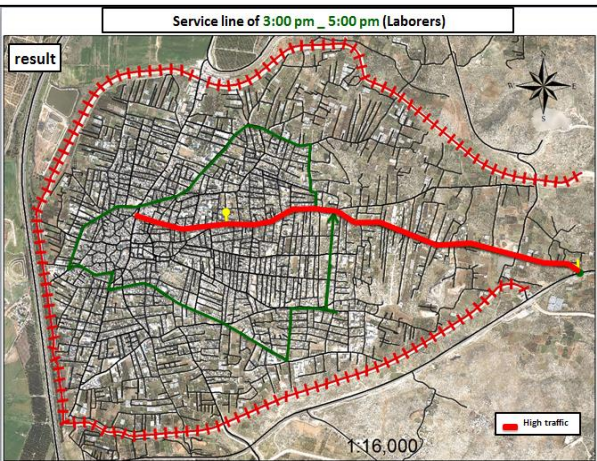 Service line of 3:00 pm _ 5:00 pm (Laborers)
result
N
W
E
S
High traffic
1:16,000